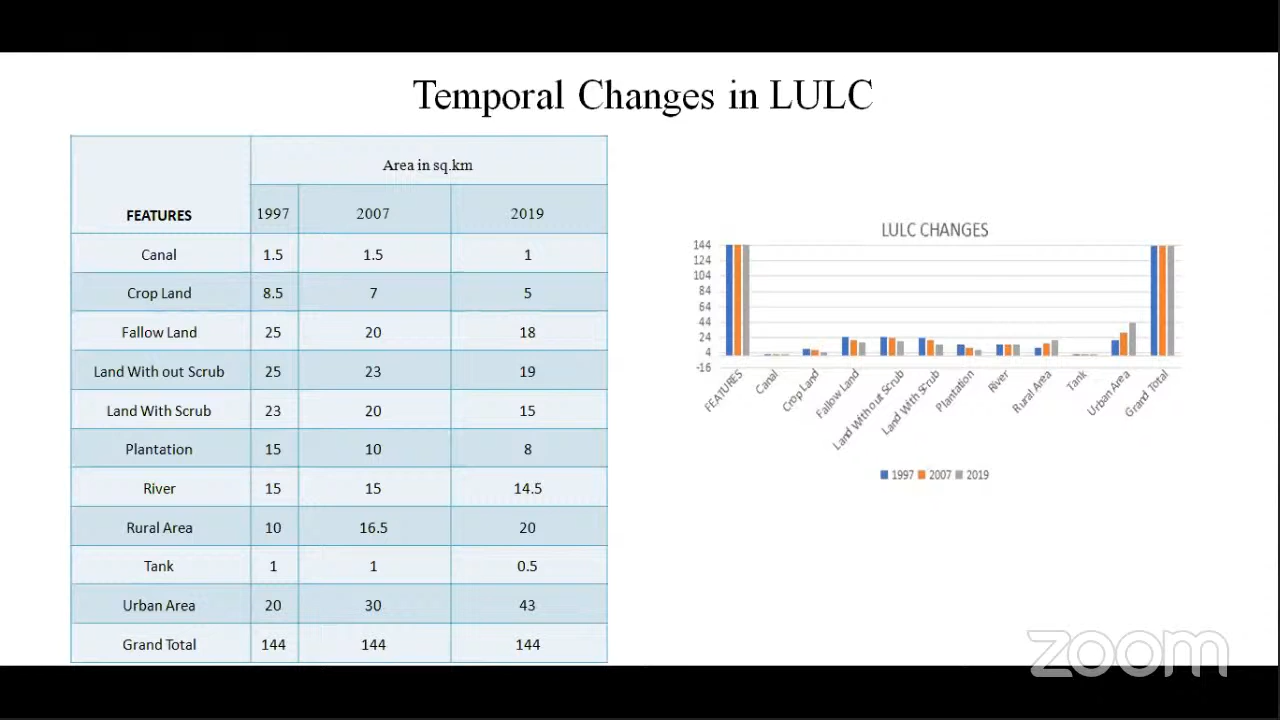 Temporal Changes in LULC
FEATURES
Area in sq.km
1997 2007 2019
Canal 1.5 1.5 1
Crop Land 8.5 7 5
Fallow Land 25 20 18
Land With out Scrub 25 23 19
Land With Scrub 23 20 15
Plantation 15 10 8
River 15 15 14.5
Rural Area 10 16.5 20
Tank 1 1 0.5
Urban Area 20 30 43
Grand Total 144 144 144
LULC CHANGES
144
124
104
84
64
44
24
4
-16
FEATURES
Canal
Crop Land
Fallow Land
Land With out Scrub
Land With Scrub
Plantation
River
Rural Area
Tank
Urban Area
Grand Total
1997 2007 2019
zoom